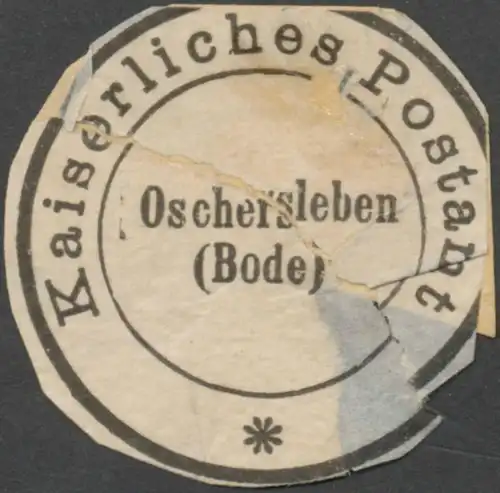 Kaiserliches Postamt
Oschersleben
(Bode)
*